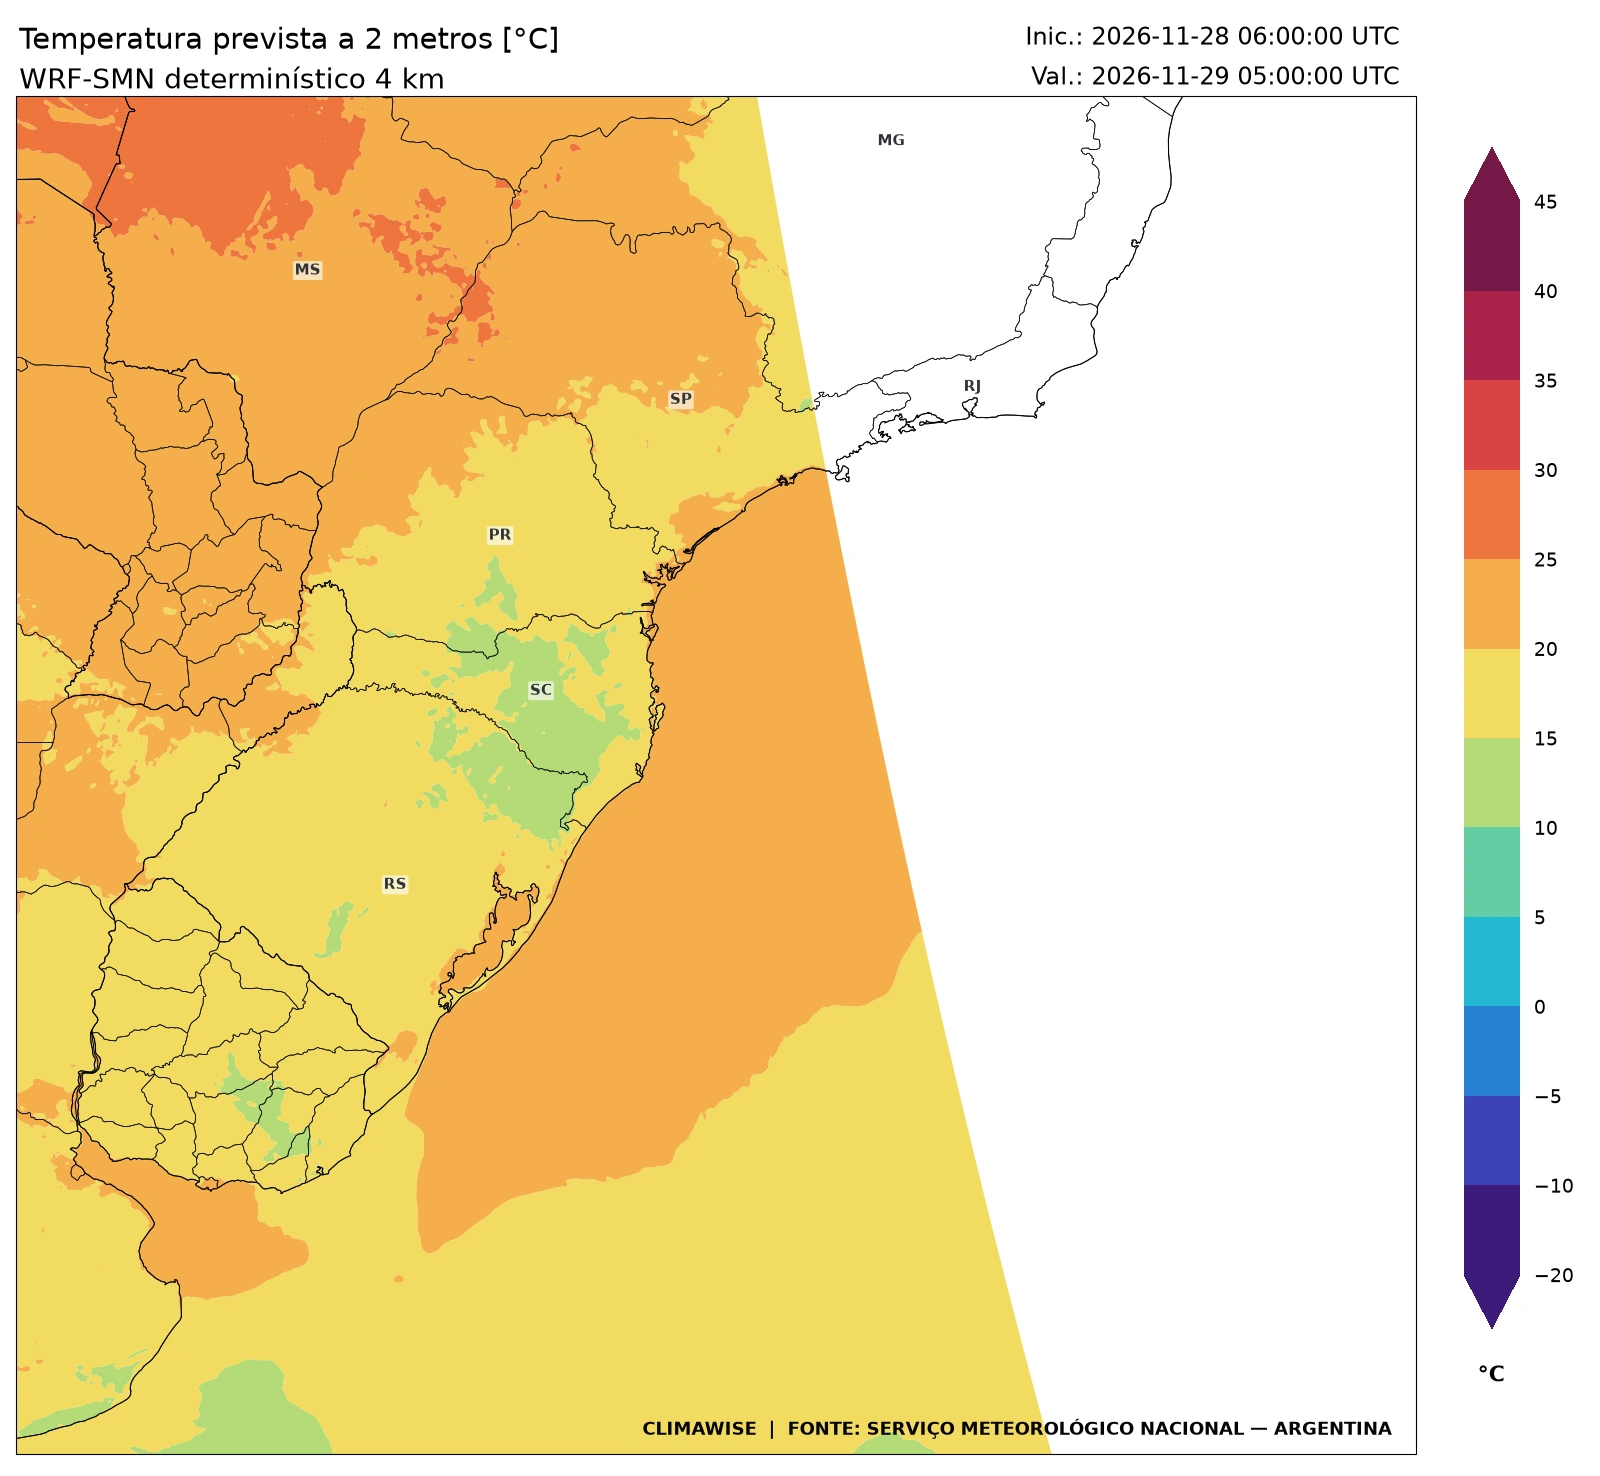 Temperatura prevista a 2 metros [°C]
Inic.: 2026-11-28 06:00:00 UTC
WRF-SMN determinístico 4 km
Val.: 2026-11-29 05:00:00 UTC
MG
MS
RJ
SP
PR
SC
RS
45
40
35
30
25
20
15
10
5
0
−5
−10
−20
°C
CLIMAWISE | FONTE: SERVIÇO METEOROLÓGICO NACIONAL — ARGENTINA